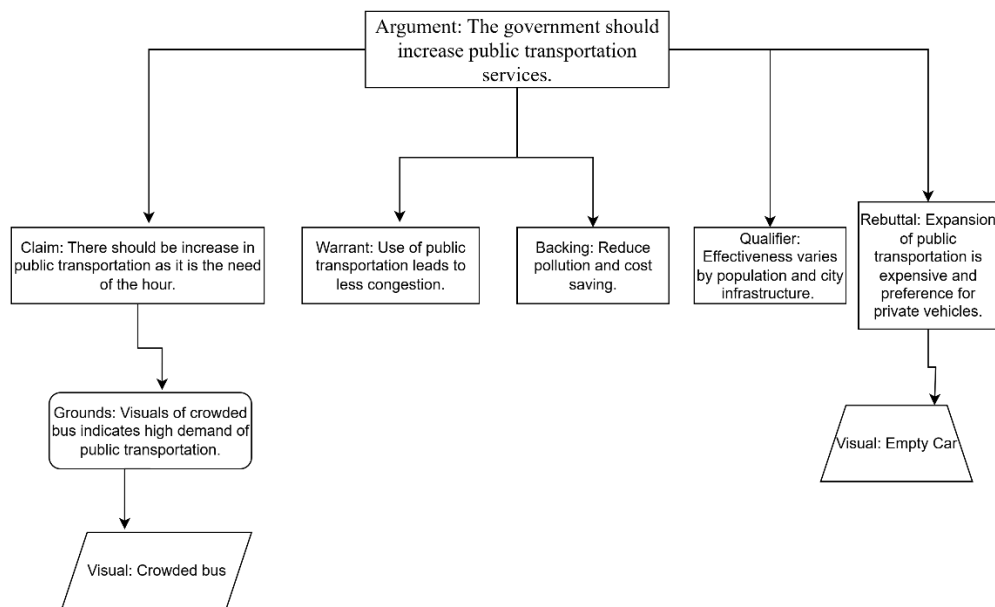 Argument: The government should
increase public transportation
services.
Claim: There should be increase in
public transportation as it is the need
of the hour.
Warrant: Use of public
transportation leads to
less congestion.
Backing: Reduce
pollution and cost
saving.
Qualifier:
Effectiveness varies
by population and city
infrastructure.
Rebuttal: Expansion
of public
transportation is
expensive and
preference for
private vehicles.
Grounds: Visuals of crowded
bus indicates high demand of
public transportation.
Visual: Empty Car
Visual: Crowded bus